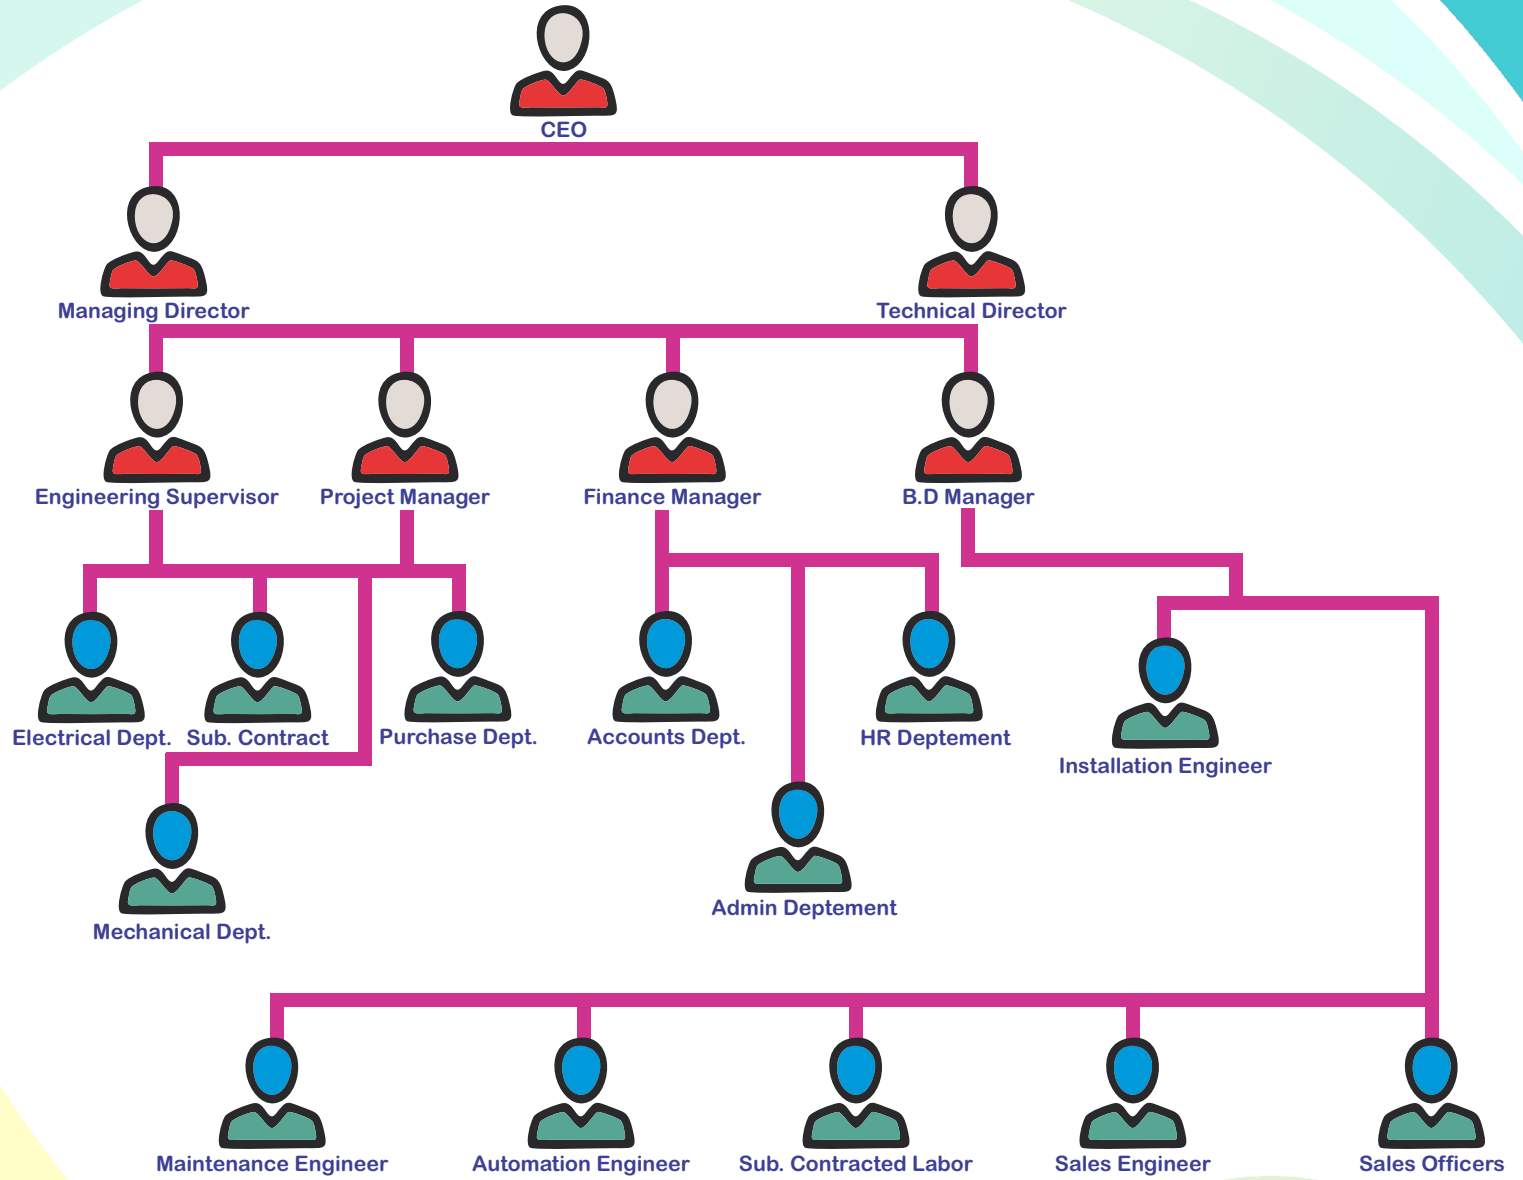 CEO
Managing Director
Technical Director
Engineering Supervisor
Project Manager
Finance Manager
B.D Manager
Electrical Dept.
Sub. Contract
Purchase Dept.
Accounts Dept.
HR Deptement
Installation Engineer
Mechanical Dept.
Admin Deptement
Maintenance Engineer
Automation Engineer
Sub. Contracted Labor
Sales Engineer
Sales Officers